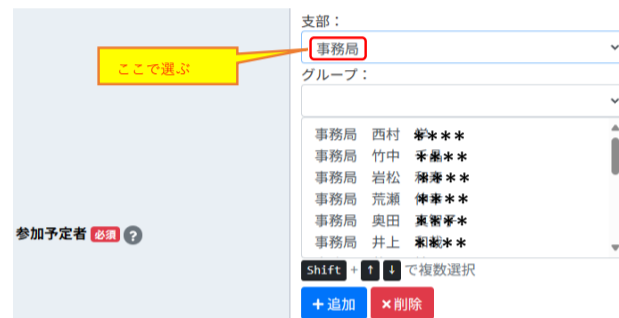 支部：
事務局
ここで選ぶ
グループ：
事務局 西村 ****
事務局 竹中 ****
事務局 岩松 ****
事務局 荒瀬 ****
事務局 奥田 ****
事務局 井上 ****
参加予定者 必須 ?
Shift + ↑ ↓ で複数選択
+ 追加 × 削除